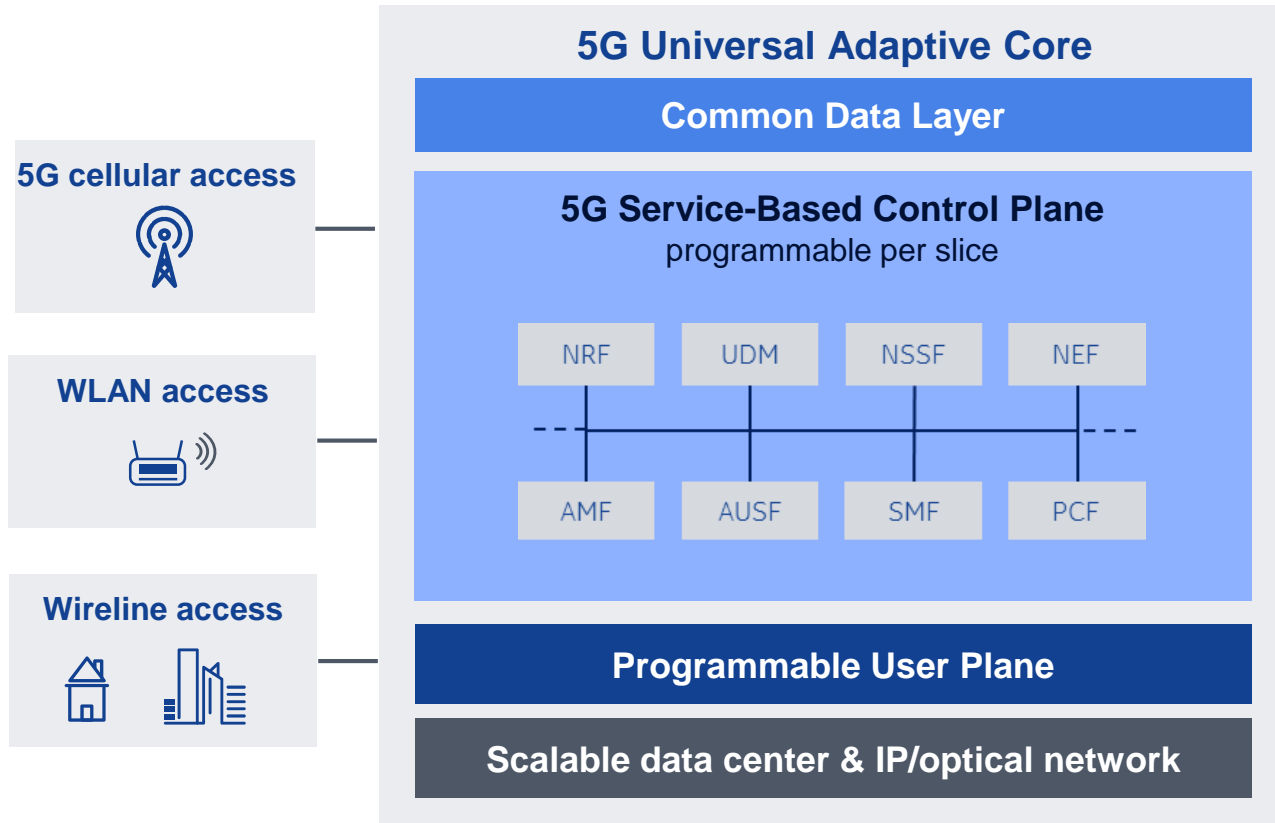 5G Universal Adaptive Core
Common Data Layer
5G cellular access
5G Service-Based Control Plane
programmable per slice
NRF
UDM
NSSF
NEF
WLAN access
AMF
AUSF
SMF
PCF
Wireline access
Programmable User Plane
Scalable data center & IP/optical network